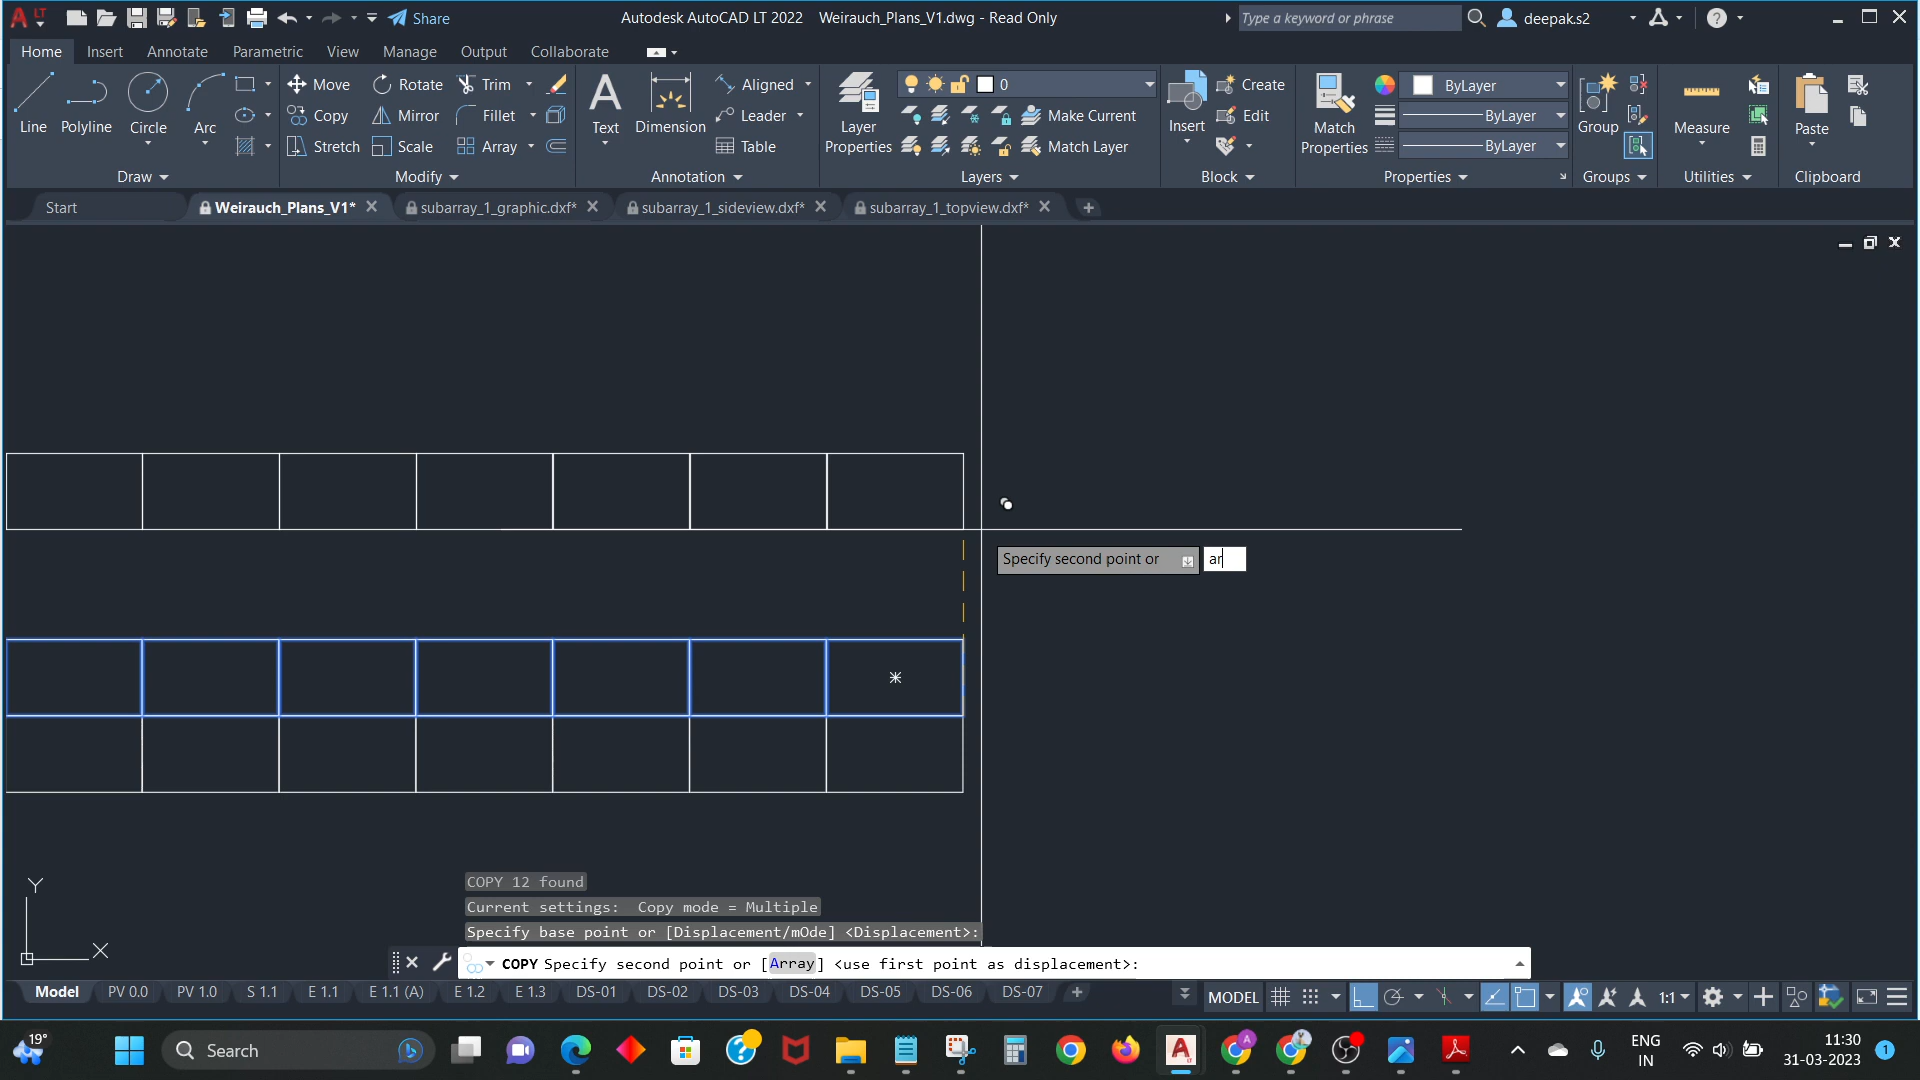 LT Share Autodesk AutoCAD LT 2022 Weirauch_Plans_V1.dwg - Read Only Type a keyword or phrase deepak.s2
Home Insert Annotate Parametric View Manage Output Collaborate
Move Rotate Trim Aligned 0 Create ByLayer
Copy Mirror Fillet Leader Make Current Edit ByLayer
Line Polyline Circle Arc Text Dimension Layer Insert Match Group Measure Paste
Stretch Scale Array Table Properties Match Layer Properties ByLayer
Draw Modify Annotation Layers Block Properties Groups Utilities Clipboard
Start Weirauch_Plans_V1* subarray_1_graphic.dxf* subarray_1_sideview.dxf* subarray_1_topview.dxf*
Specify second point or ar
COPY 12 found
Y
Current settings: Copy mode = Multiple
Specify base point or [Displacement/mOde] <Displacement>:
X
COPY Specify second point or [Array] <use first point as displacement>:
Model PV 0.0 PV 1.0 S 1.1 E 1.1 E 1.1 (A) E 1.2 E 1.3 DS-01 DS-02 DS-03 DS-04 DS-05 DS-06 DS-07 MODEL 1:1
19° Search ENG 11:30
IN 31-03-2023 1